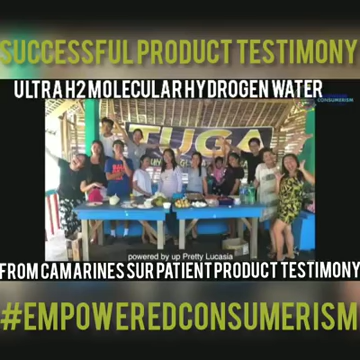 SUCCESSFUL PRODUCT TESTIMONY
ULTRA H2 MOLECULAR HYDROGEN WATER
CONSUMERISM
TUGA
powered by up Pretty Lucasia
FROM CAMARINES SUR PATIENT PRODUCT TESTIMONY
#EMPOWEREDCONSUMERISM